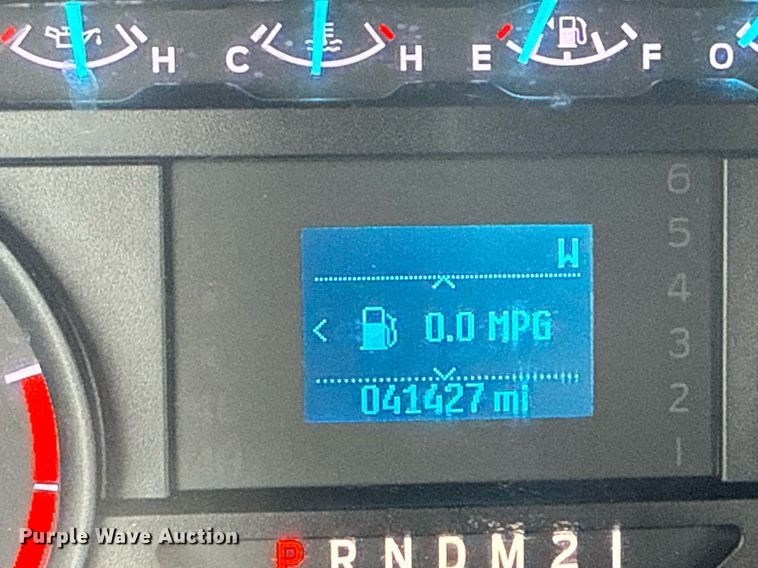 H C H E F O
6
W
5
4
< 0.0 MPG
3
041427 mi
2
1
Purple Wave Auction
P R N D M 2 1